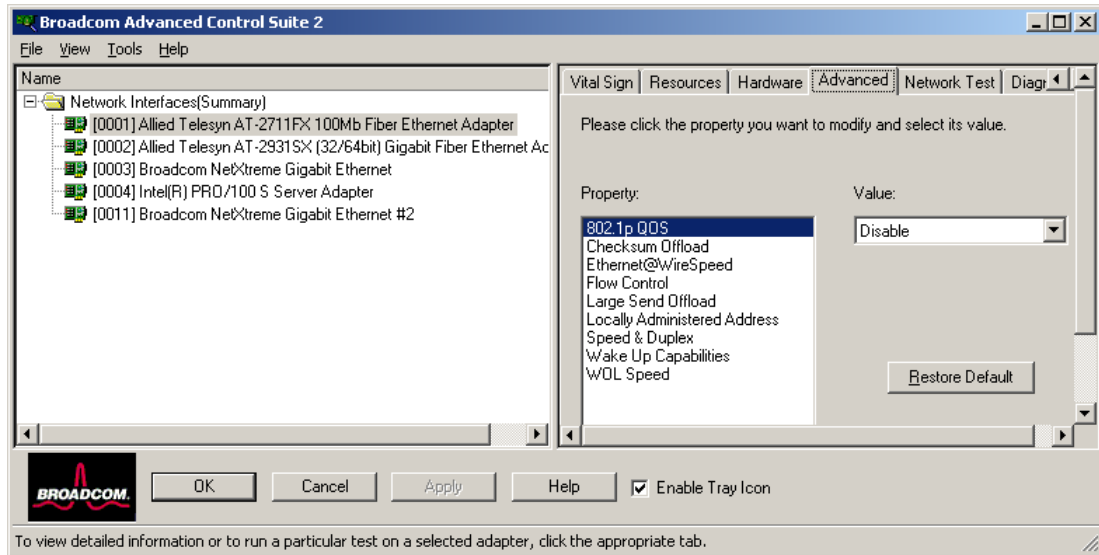 Broadcom Advanced Control Suite 2
File View Tools Help
Name
Network Interfaces(Summary)
[0001] Allied Telesyn AT-2711FX 100Mb Fiber Ethernet Adapter
[0002] Allied Telesyn AT-2931SX (32/64bit) Gigabit Fiber Ethernet Ac
[0003] Broadcom NetXtreme Gigabit Ethernet
[0004] Intel(R) PRO/100 S Server Adapter
[0011] Broadcom NetXtreme Gigabit Ethernet #2
Vital Sign Resources Hardware Advanced Network Test Diagr
Please click the property you want to modify and select its value.
Property: Value:
802.1p QOS
Disable
Checksum Offload
Ethernet@WireSpeed
Flow Control
Large Send Offload
Locally Administered Address
Speed & Duplex
Wake Up Capabilities
WOL Speed
Restore Default
BROADCOM.
OK Cancel Apply Help Enable Tray Icon
To view detailed information or to run a particular test on a selected adapter, click the appropriate tab.